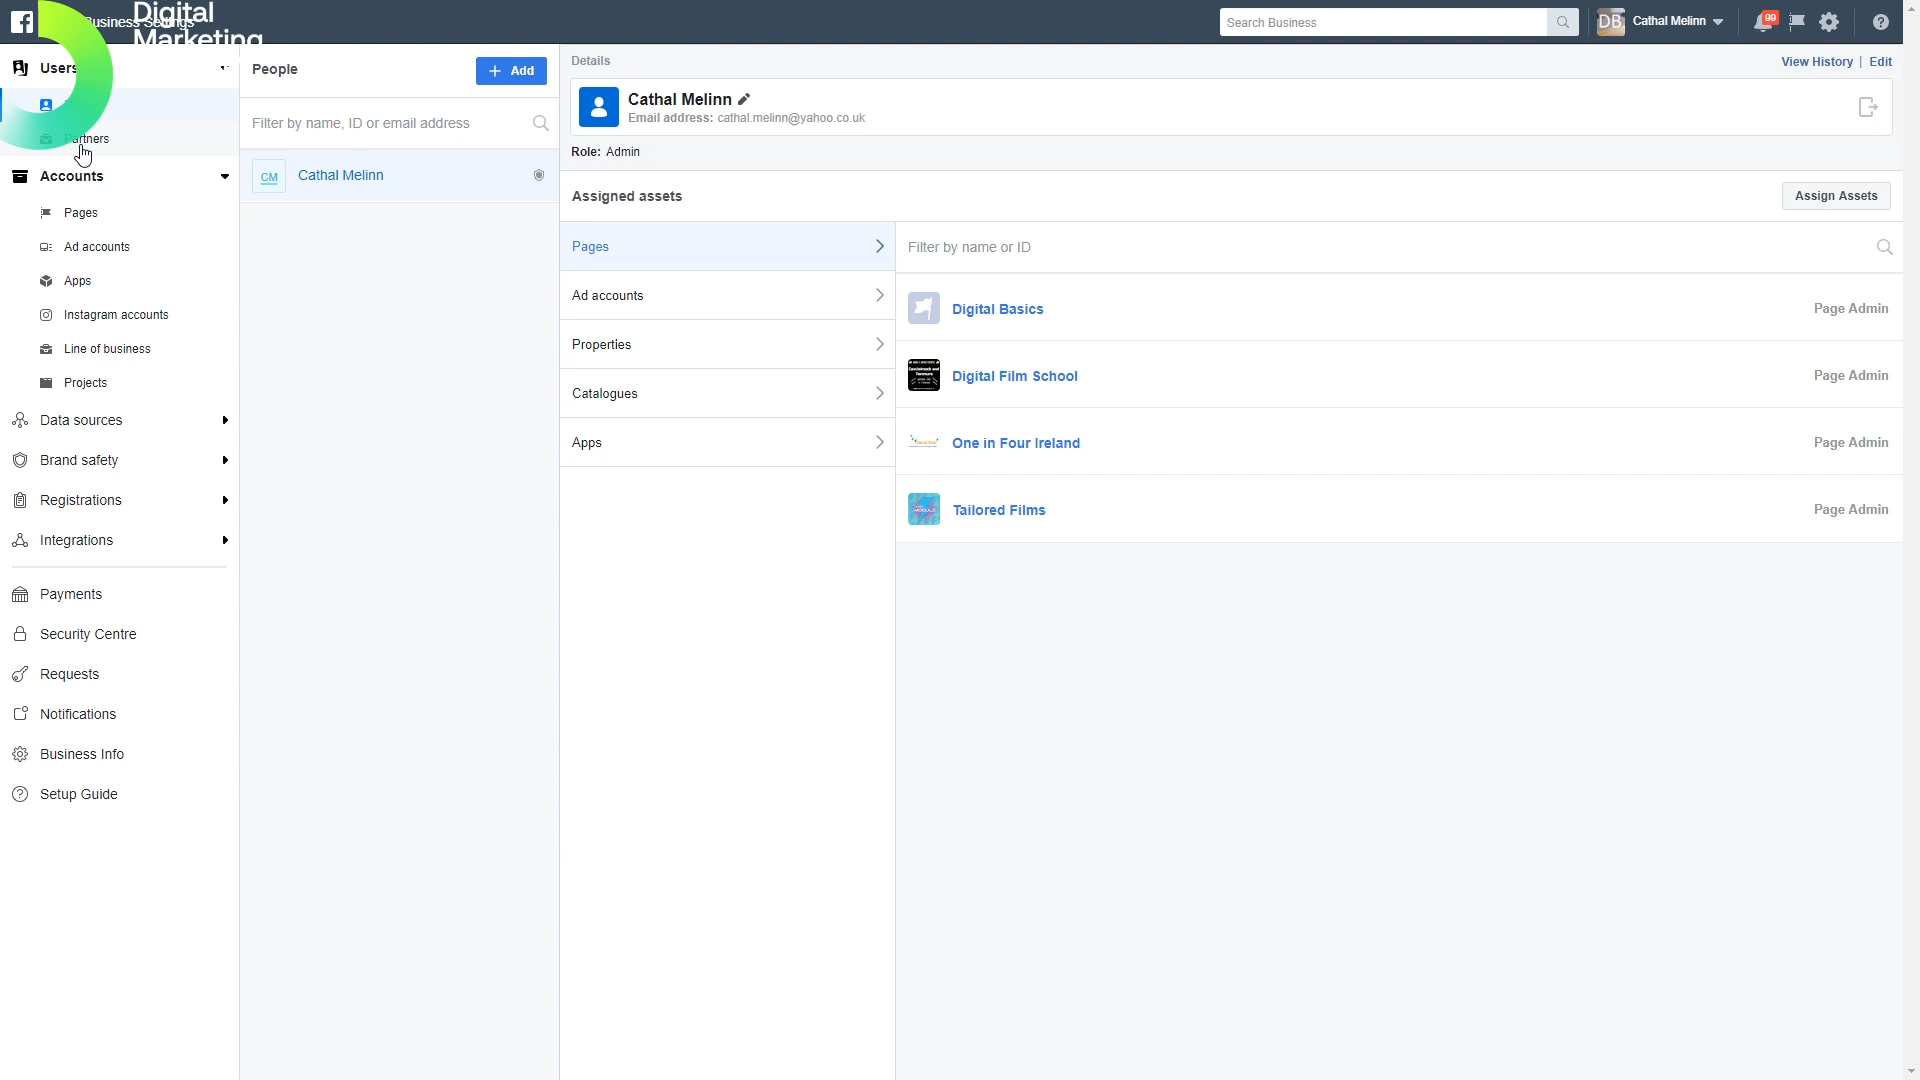 Business Settings
Digital
Marketing
Search Business
DB
Cathal Melinn
99
Users
Partners
Accounts
Pages
Ad accounts
Apps
Instagram accounts
Line of business
Projects
Data sources
Brand safety
Registrations
Integrations
Payments
Security Centre
Requests
Notifications
Business Info
Setup Guide
People
+ Add
Filter by name, ID or email address
CM
Cathal Melinn
Details
View History | Edit
Cathal Melinn
Email address: cathal.melinn@yahoo.co.uk
Role: Admin
Assigned assets
Assign Assets
Pages
Ad accounts
Properties
Catalogues
Apps
Filter by name or ID
Digital Basics
Page Admin
Digital Film School
Page Admin
One in Four Ireland
Page Admin
Tailored Films
Page Admin